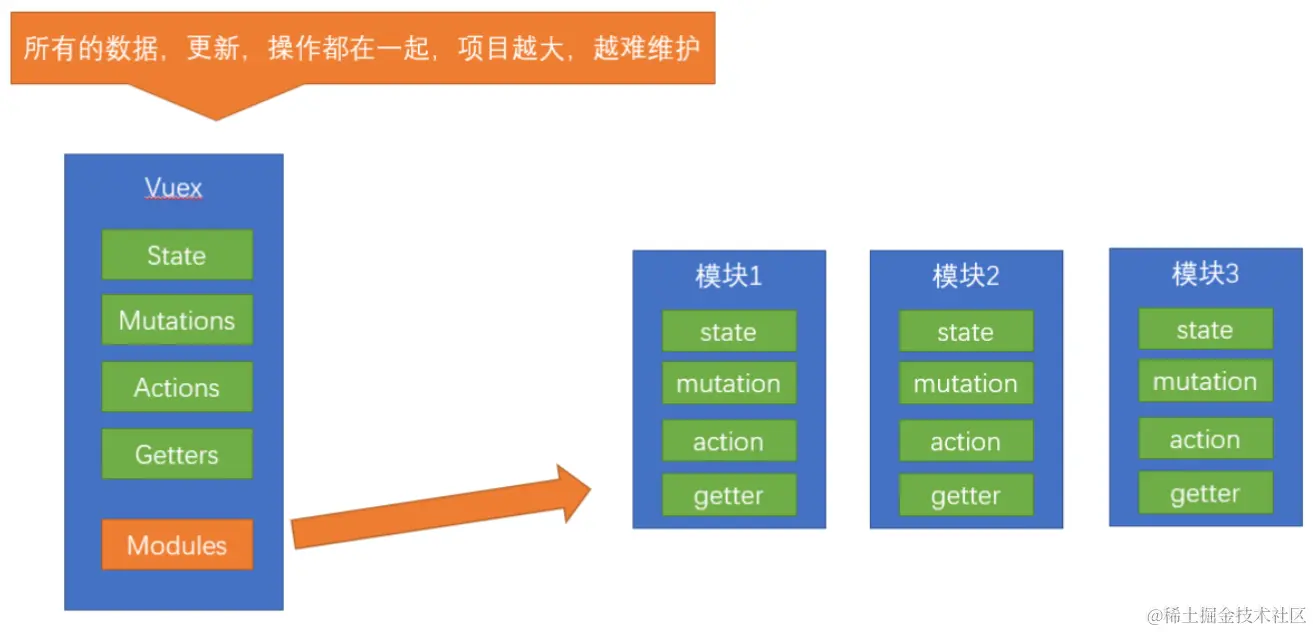 所有的数据，更新，操作都在一起，项目越大，越难维护
Vuex
State
Mutations
Actions
Getters
Modules
模块1
state
mutation
action
getter
模块2
state
mutation
action
getter
模块3
state
mutation
action
getter
@稀土掘金技术社区